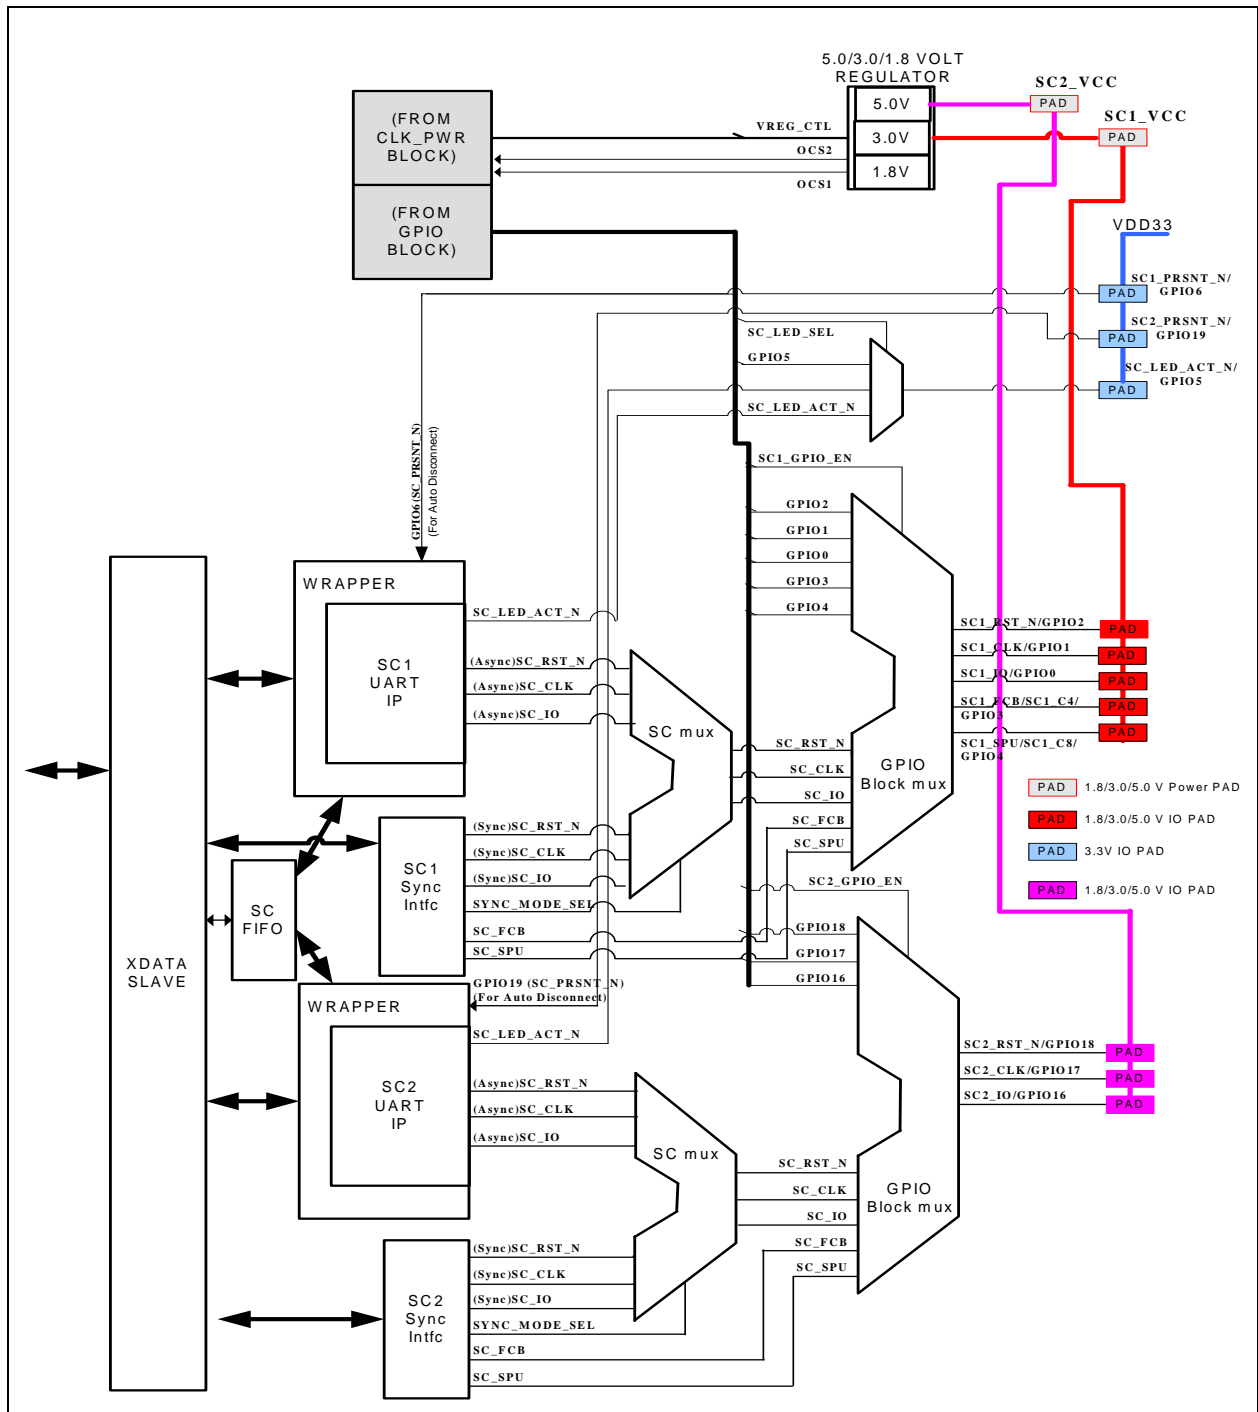 5.0/3.0/1.8 VOLT
REGULATOR
SC2_VCC
PAD
SC1_VCC
PAD
(FROM
CLK_PWR
BLOCK)
VREG_CTL
OCS2
OCS1
5.0V
3.0V
1.8V
(FROM
GPIO
BLOCK)
VDD33
SC1_PRSNT_N/
GPIO6
PAD
SC2_PRSNT_N/
GPIO19
PAD
SC_LED_ACT_N/
GPIO5
PAD
SC_LED_SEL
GPIO5
SC_LED_ACT_N
GPIO6(SC_PRSNT_N)
(For Auto Disconnect)
SC1_GPIO_EN
GPIO2
GPIO1
GPIO0
GPIO3
GPIO4
WRAPPER
SC1
UART
IP
SC_LED_ACT_N
(Async)SC_RST_N
(Async)SC_CLK
(Async)SC_IO
SC mux
SC_RST_N
SC_CLK
SC_IO
SC_FCB
SC_SPU
GPIO
Block mux
SC1_RST_N/GPIO2
PAD
SC1_CLK/GPIO1
PAD
SC1_IO/GPIO0
PAD
SC1_FCB/SC1_C4/
GPIO3
PAD
SC1_SPU/SC1_C8/
GPIO4
PAD
PAD 1.8/3.0/5.0 V Power PAD
PAD 1.8/3.0/5.0 V IO PAD
PAD 3.3V IO PAD
PAD 1.8/3.0/5.0 V IO PAD
SC1
Sync
Intfc
(Sync)SC_RST_N
(Sync)SC_CLK
(Sync)SC_IO
SYNC_MODE_SEL
SC_FCB
SC_SPU
SC
FIFO
XDATA
SLAVE
SC2_GPIO_EN
GPIO18
GPIO17
GPIO16
GPIO19 (SC_PRSNT_N)
(For Auto Disconnect)
WRAPPER
SC_LED_ACT_N
SC2
UART
IP
(Async)SC_RST_N
(Async)SC_CLK
(Async)SC_IO
SC mux
SC_RST_N
SC_CLK
SC_IO
SC_FCB
SC_SPU
GPIO
Block mux
SC2_RST_N/GPIO18
PAD
SC2_CLK/GPIO17
PAD
SC2_IO/GPIO16
PAD
SC2
Sync
Intfc
(Sync)SC_RST_N
(Sync)SC_CLK
(Sync)SC_IO
SYNC_MODE_SEL
SC_FCB
SC_SPU